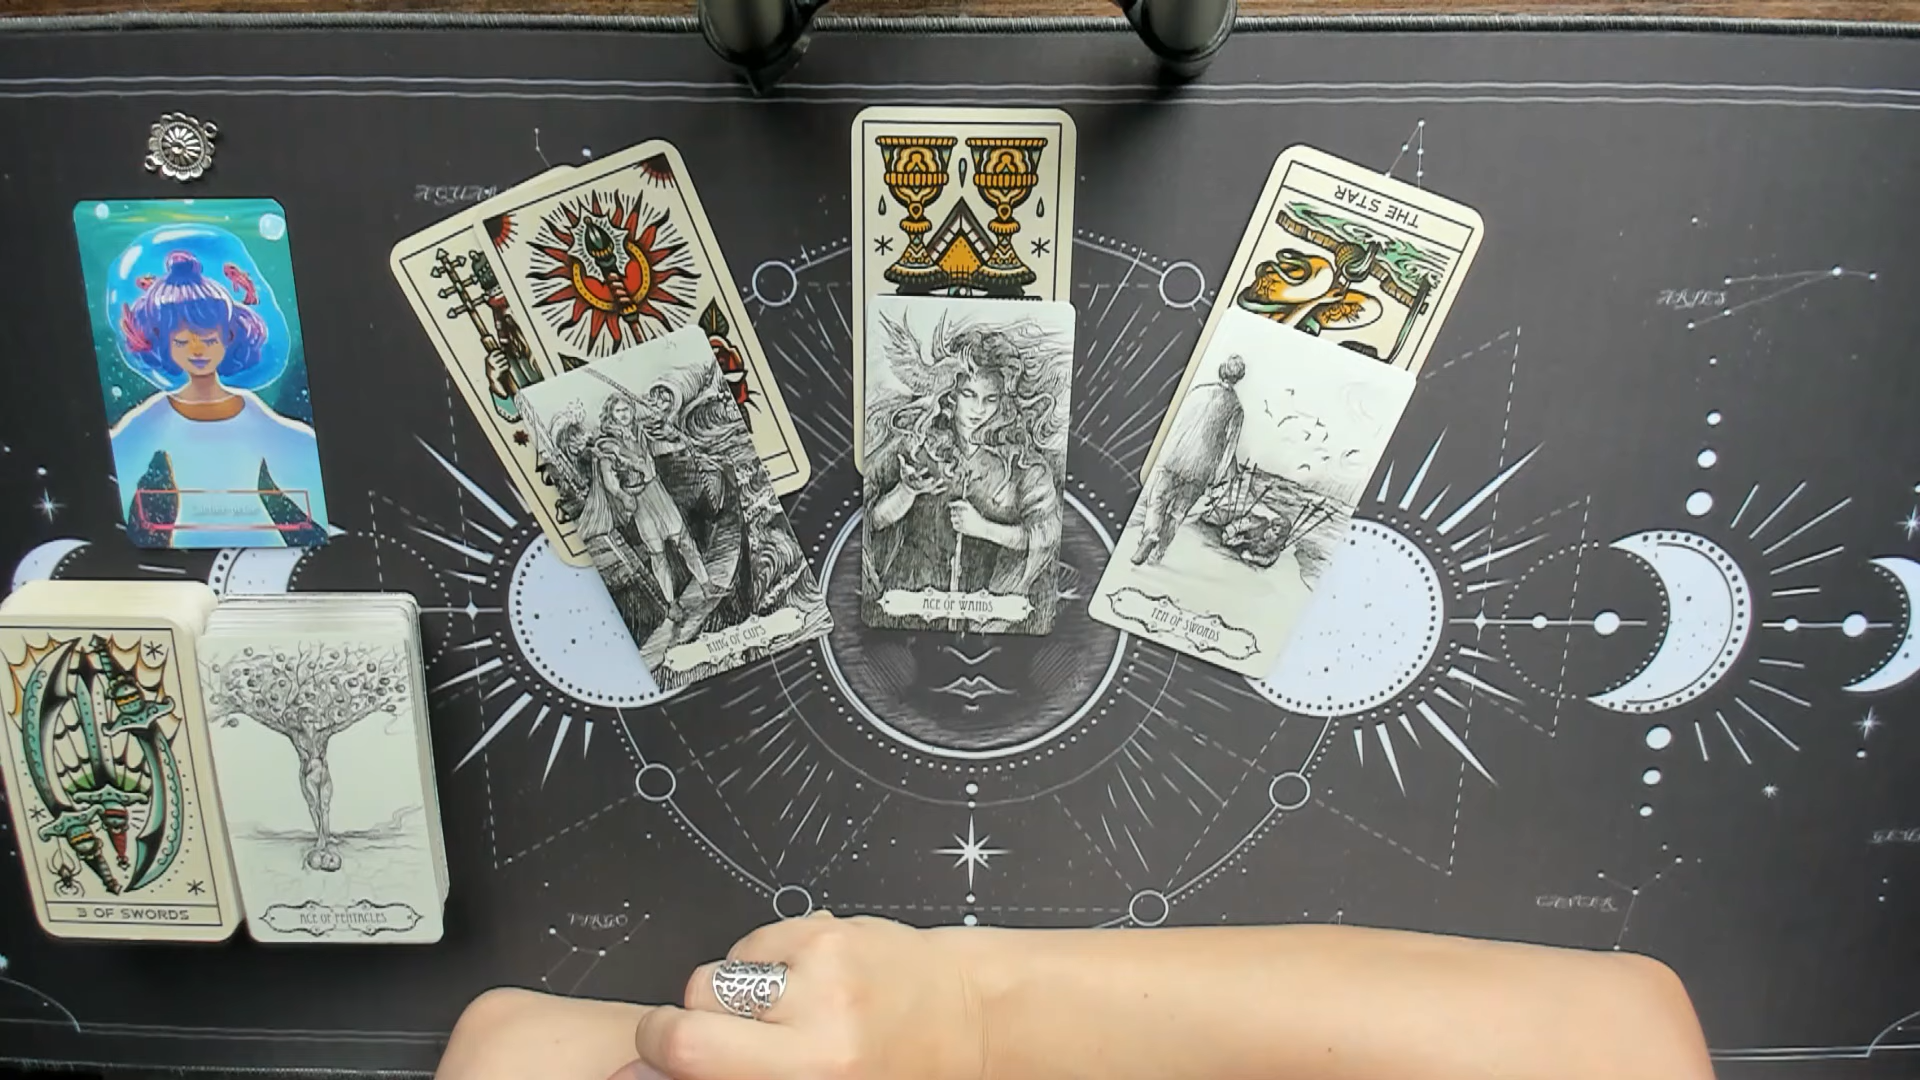 THE STAR
ARIES
KING OF CUPS
ACE OF WANDS
TEN OF SWORDS
3 OF SWORDS
ACE OF PENTACLES
VIRGO
CANCER